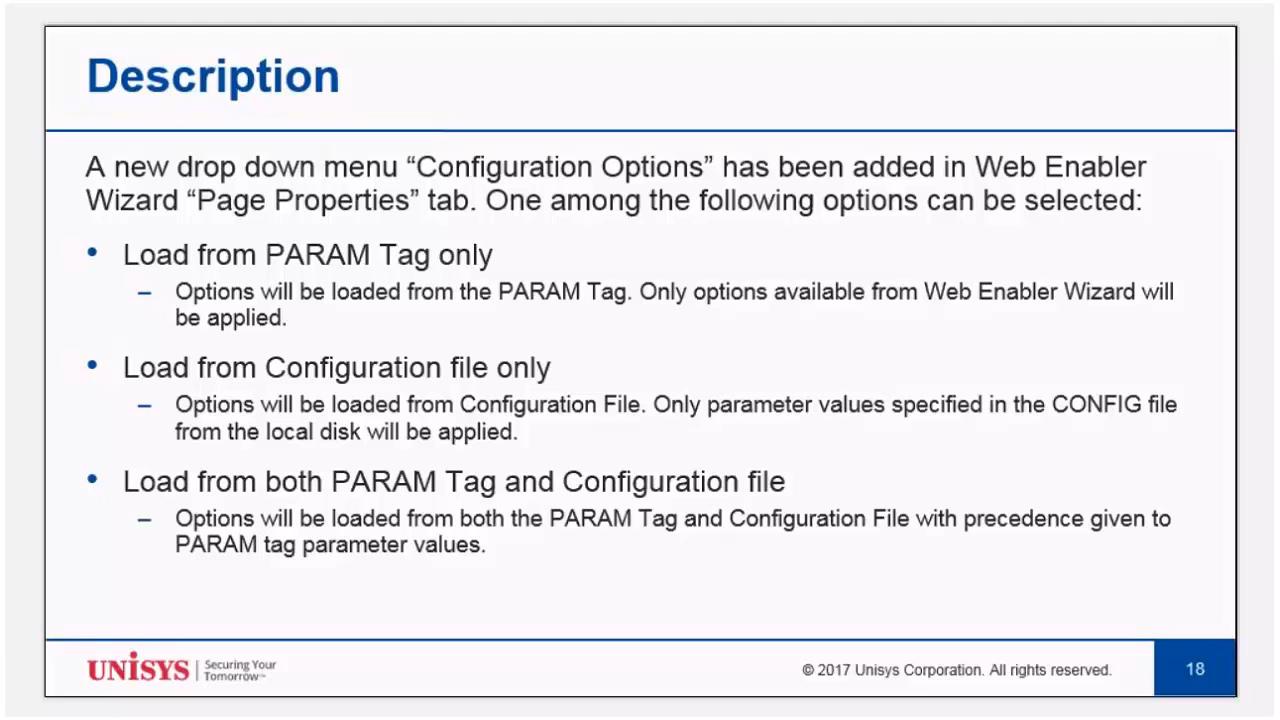 Description
A new drop down menu “Configuration Options” has been added in Web Enabler
Wizard “Page Properties” tab. One among the following options can be selected:
• Load from PARAM Tag only
– Options will be loaded from the PARAM Tag. Only options available from Web Enabler Wizard will
be applied.
• Load from Configuration file only
– Options will be loaded from Configuration File. Only parameter values specified in the CONFIG file
from the local disk will be applied.
• Load from both PARAM Tag and Configuration file
– Options will be loaded from both the PARAM Tag and Configuration File with precedence given to
PARAM tag parameter values.
UNiSYS | Securing Your
Tomorrow™
© 2017 Unisys Corporation. All rights reserved.
18